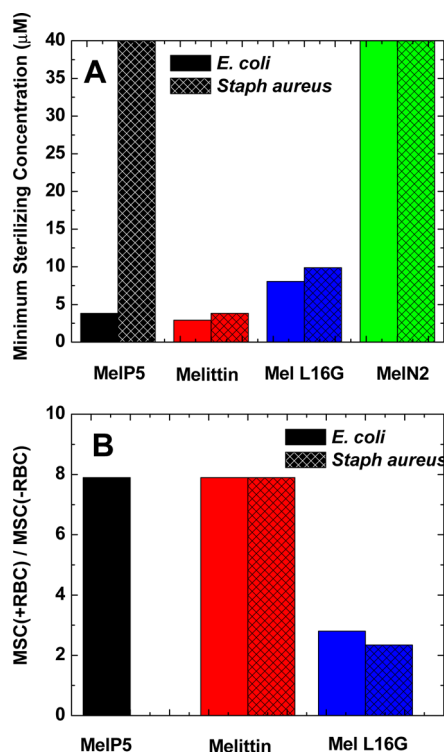 Minimum Sterilizing Concentration (μM)
40
35
30
25
20
15
10
5
0
A
E. coli
Staph aureus
MelP5 Melittin Mel L16G MelN2
MSC(+RBC) / MSC(-RBC)
10
8
6
4
2
0
B
E. coli
Staph aureus
MelP5 Melittin Mel L16G